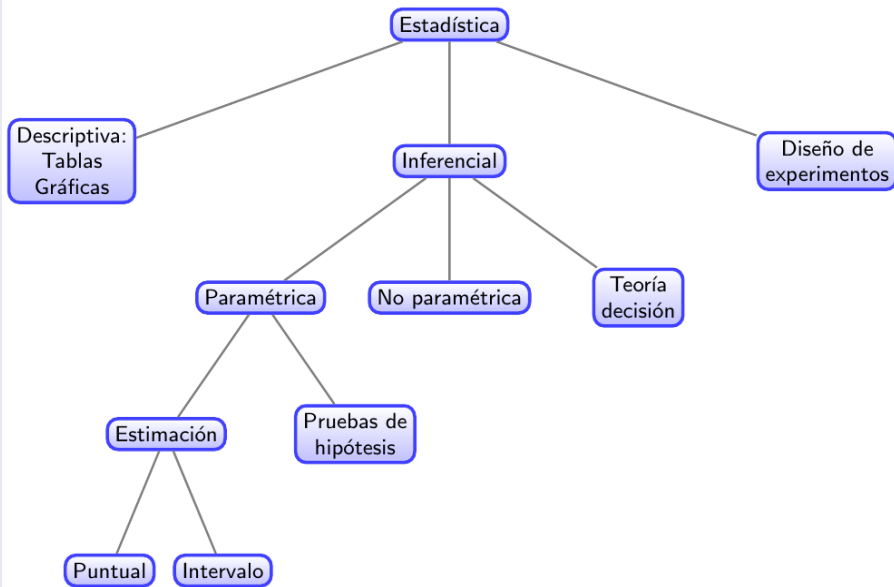 Estadística
Descriptiva:
Tablas
Gráficas
Inferencial
Diseño de
experimentos
Paramétrica
No paramétrica
Teoría
decisión
Estimación
Pruebas de
hipótesis
Puntual
Intervalo